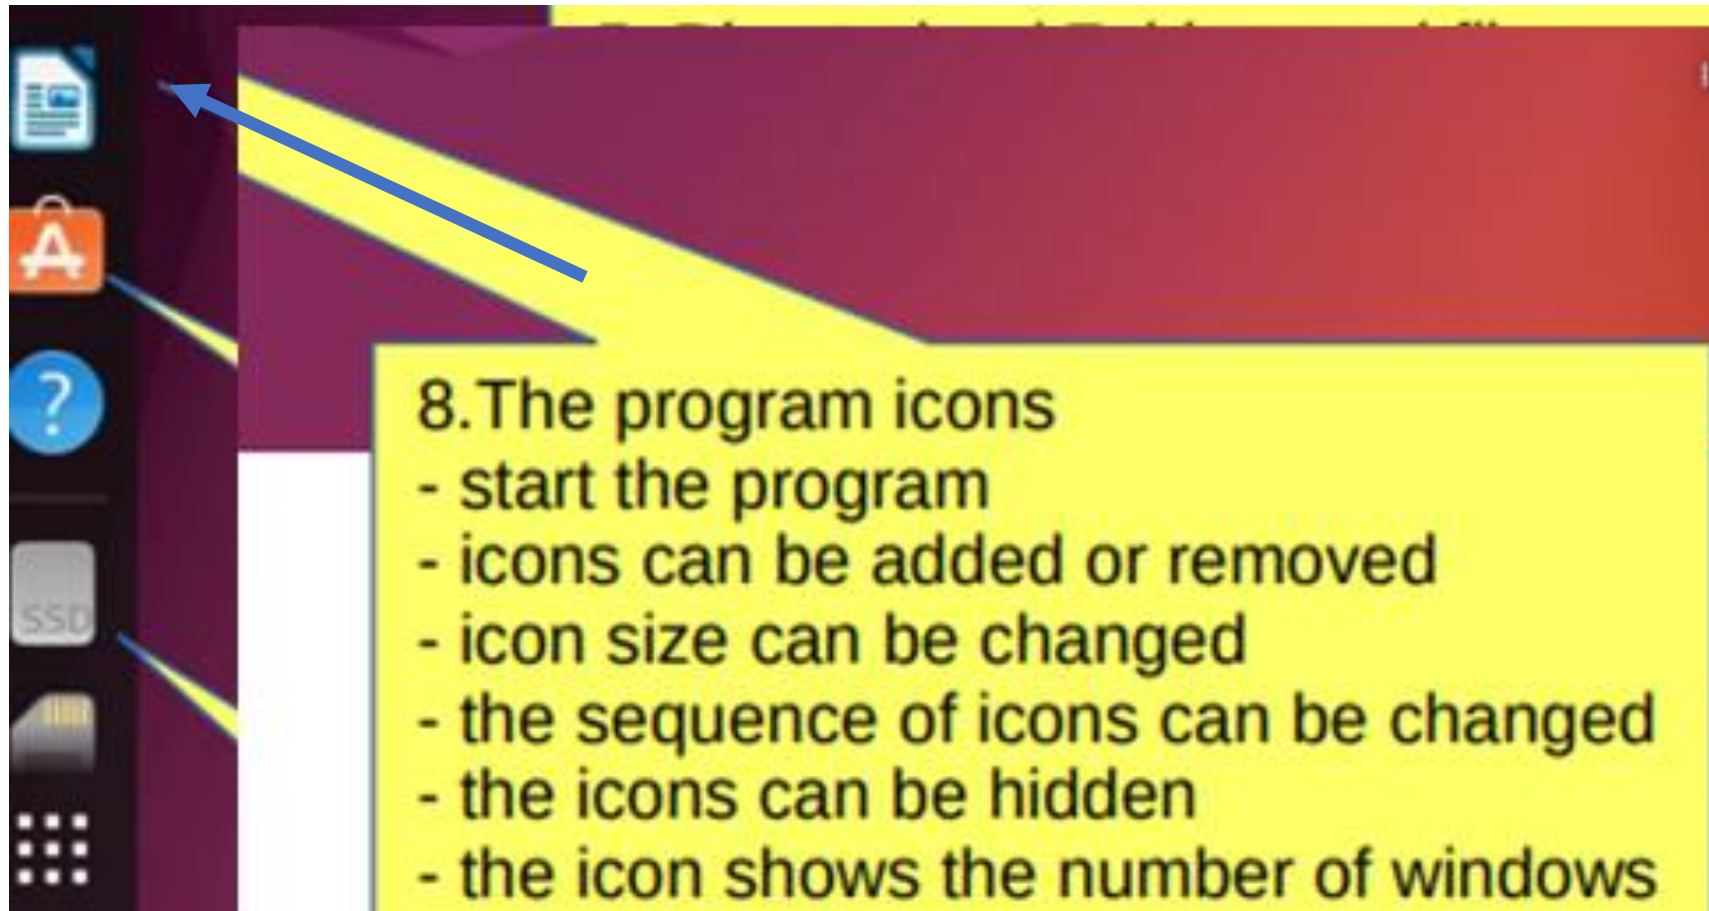 8.The program icons
- start the program
- icons can be added or removed
- icon size can be changed
- the sequence of icons can be changed
- the icons can be hidden
- the icon shows the number of windows
A
?
SSD